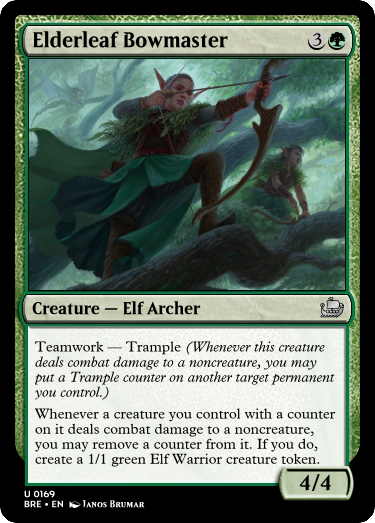 Elderleaf Bowmaster 3
Creature — Elf Archer
Teamwork — Trample (Whenever this creature
deals combat damage to a noncreature, you may
put a Trample counter on another target permanent
you control.)
Whenever a creature you control with a counter
on it deals combat damage to a noncreature,
you may remove a counter from it. If you do,
create a 1/1 green Elf Warrior creature token.
4/4
U 0169
BRE • EN Janos Brumar